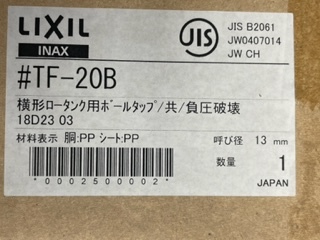 LIXIL
INAX
JIS
JIS B2061
JW0407014
JW CH
#TF-20B
横形ロータンク用ボールタップ/共/負圧破壊
18D23 03
材料表示 胴:PP シート:PP 呼び径 13 mm
*0002500002*
数量 1
JAPAN